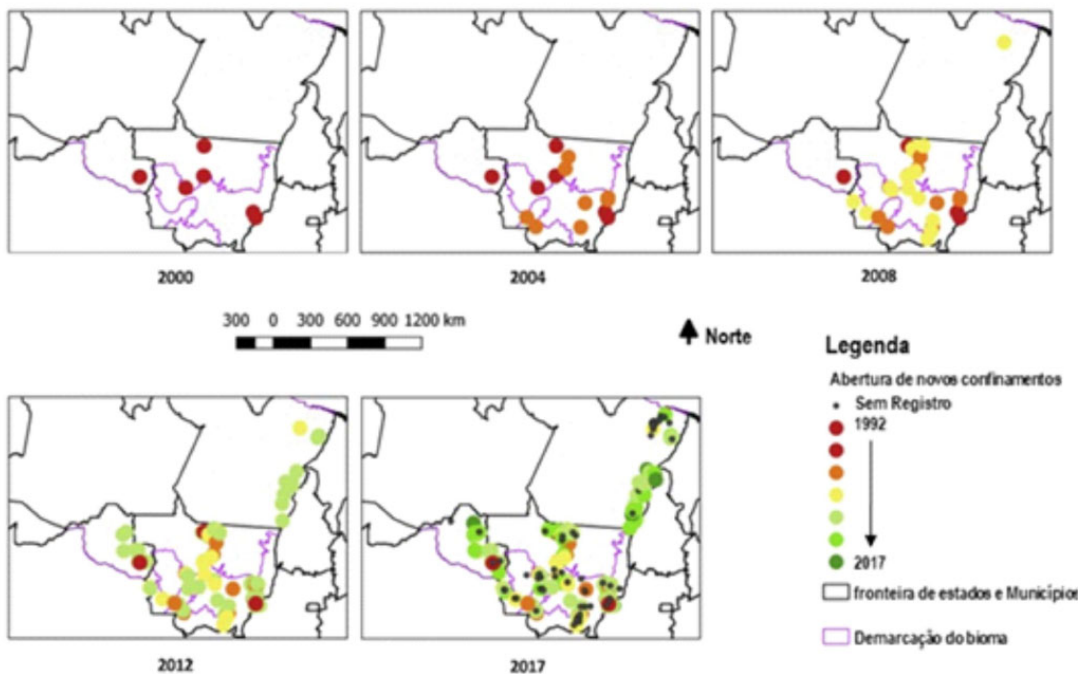 2000
2004
2008
300 0 300 600 900 1200 km
Norte
Legenda
Abertura de novos confinamentos
Sem Registro
1992
2017
fronteira de estados e Municípios
Demarcação do bioma
2012
2017